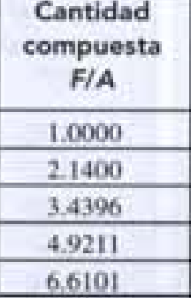 Cantidad
compuesta
F/A
1.0000
2.1400
3.4396
4.9211
6.6101